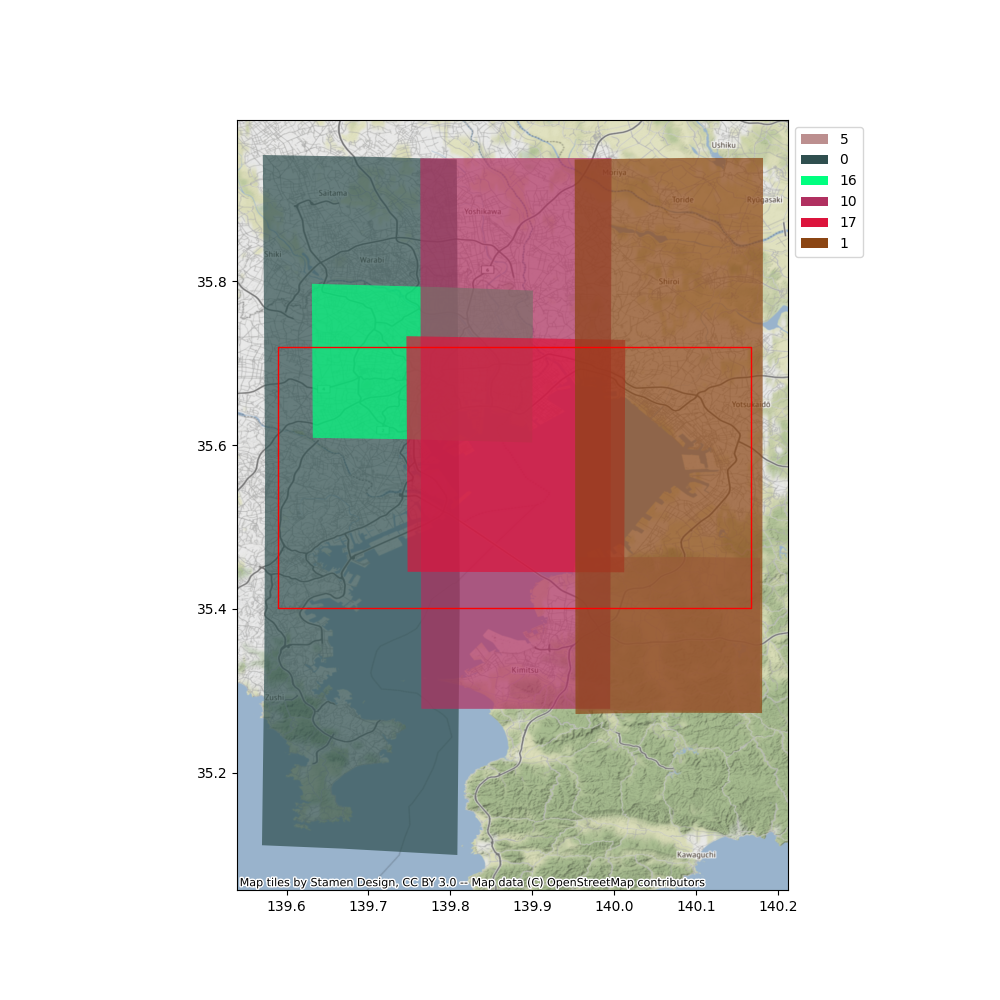 5
0
16
10
17
1
Ushiku
Moriya
Toride
Ryugasaki
Saitama
Yoshikawa
Shiki
Warabi
Shiroi
35.8
Yotsukaidō
35.6
35.4
Kimitsu
Zushi
35.2
Kawaguchi
Map tiles by Stamen Design, CC BY 3.0 -- Map data (C) OpenStreetMap contributors
139.6 139.7 139.8 139.9 140.0 140.1 140.2